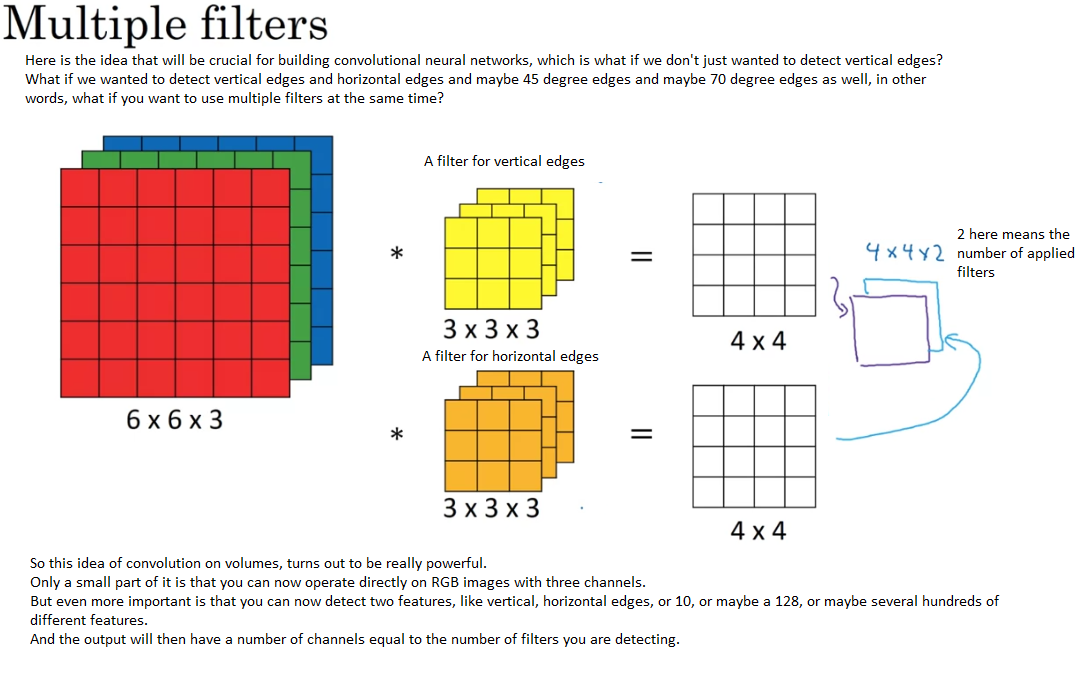 Multiple filters
Here is the idea that will be crucial for building convolutional neural networks, which is what if we don't just wanted to detect vertical edges?
What if we wanted to detect vertical edges and horizontal edges and maybe 45 degree edges and maybe 70 degree edges as well, in other
words, what if you want to use multiple filters at the same time?
A filter for vertical edges
*
=
4x4x2
2 here means the
number of applied
filters
3 x 3 x 3
4 x 4
A filter for horizontal edges
6 x 6 x 3
*
=
3 x 3 x 3
4 x 4
So this idea of convolution on volumes, turns out to be really powerful.
Only a small part of it is that you can now operate directly on RGB images with three channels.
But even more important is that you can now detect two features, like vertical, horizontal edges, or 10, or maybe a 128, or maybe several hundreds of
different features.
And the output will then have a number of channels equal to the number of filters you are detecting.